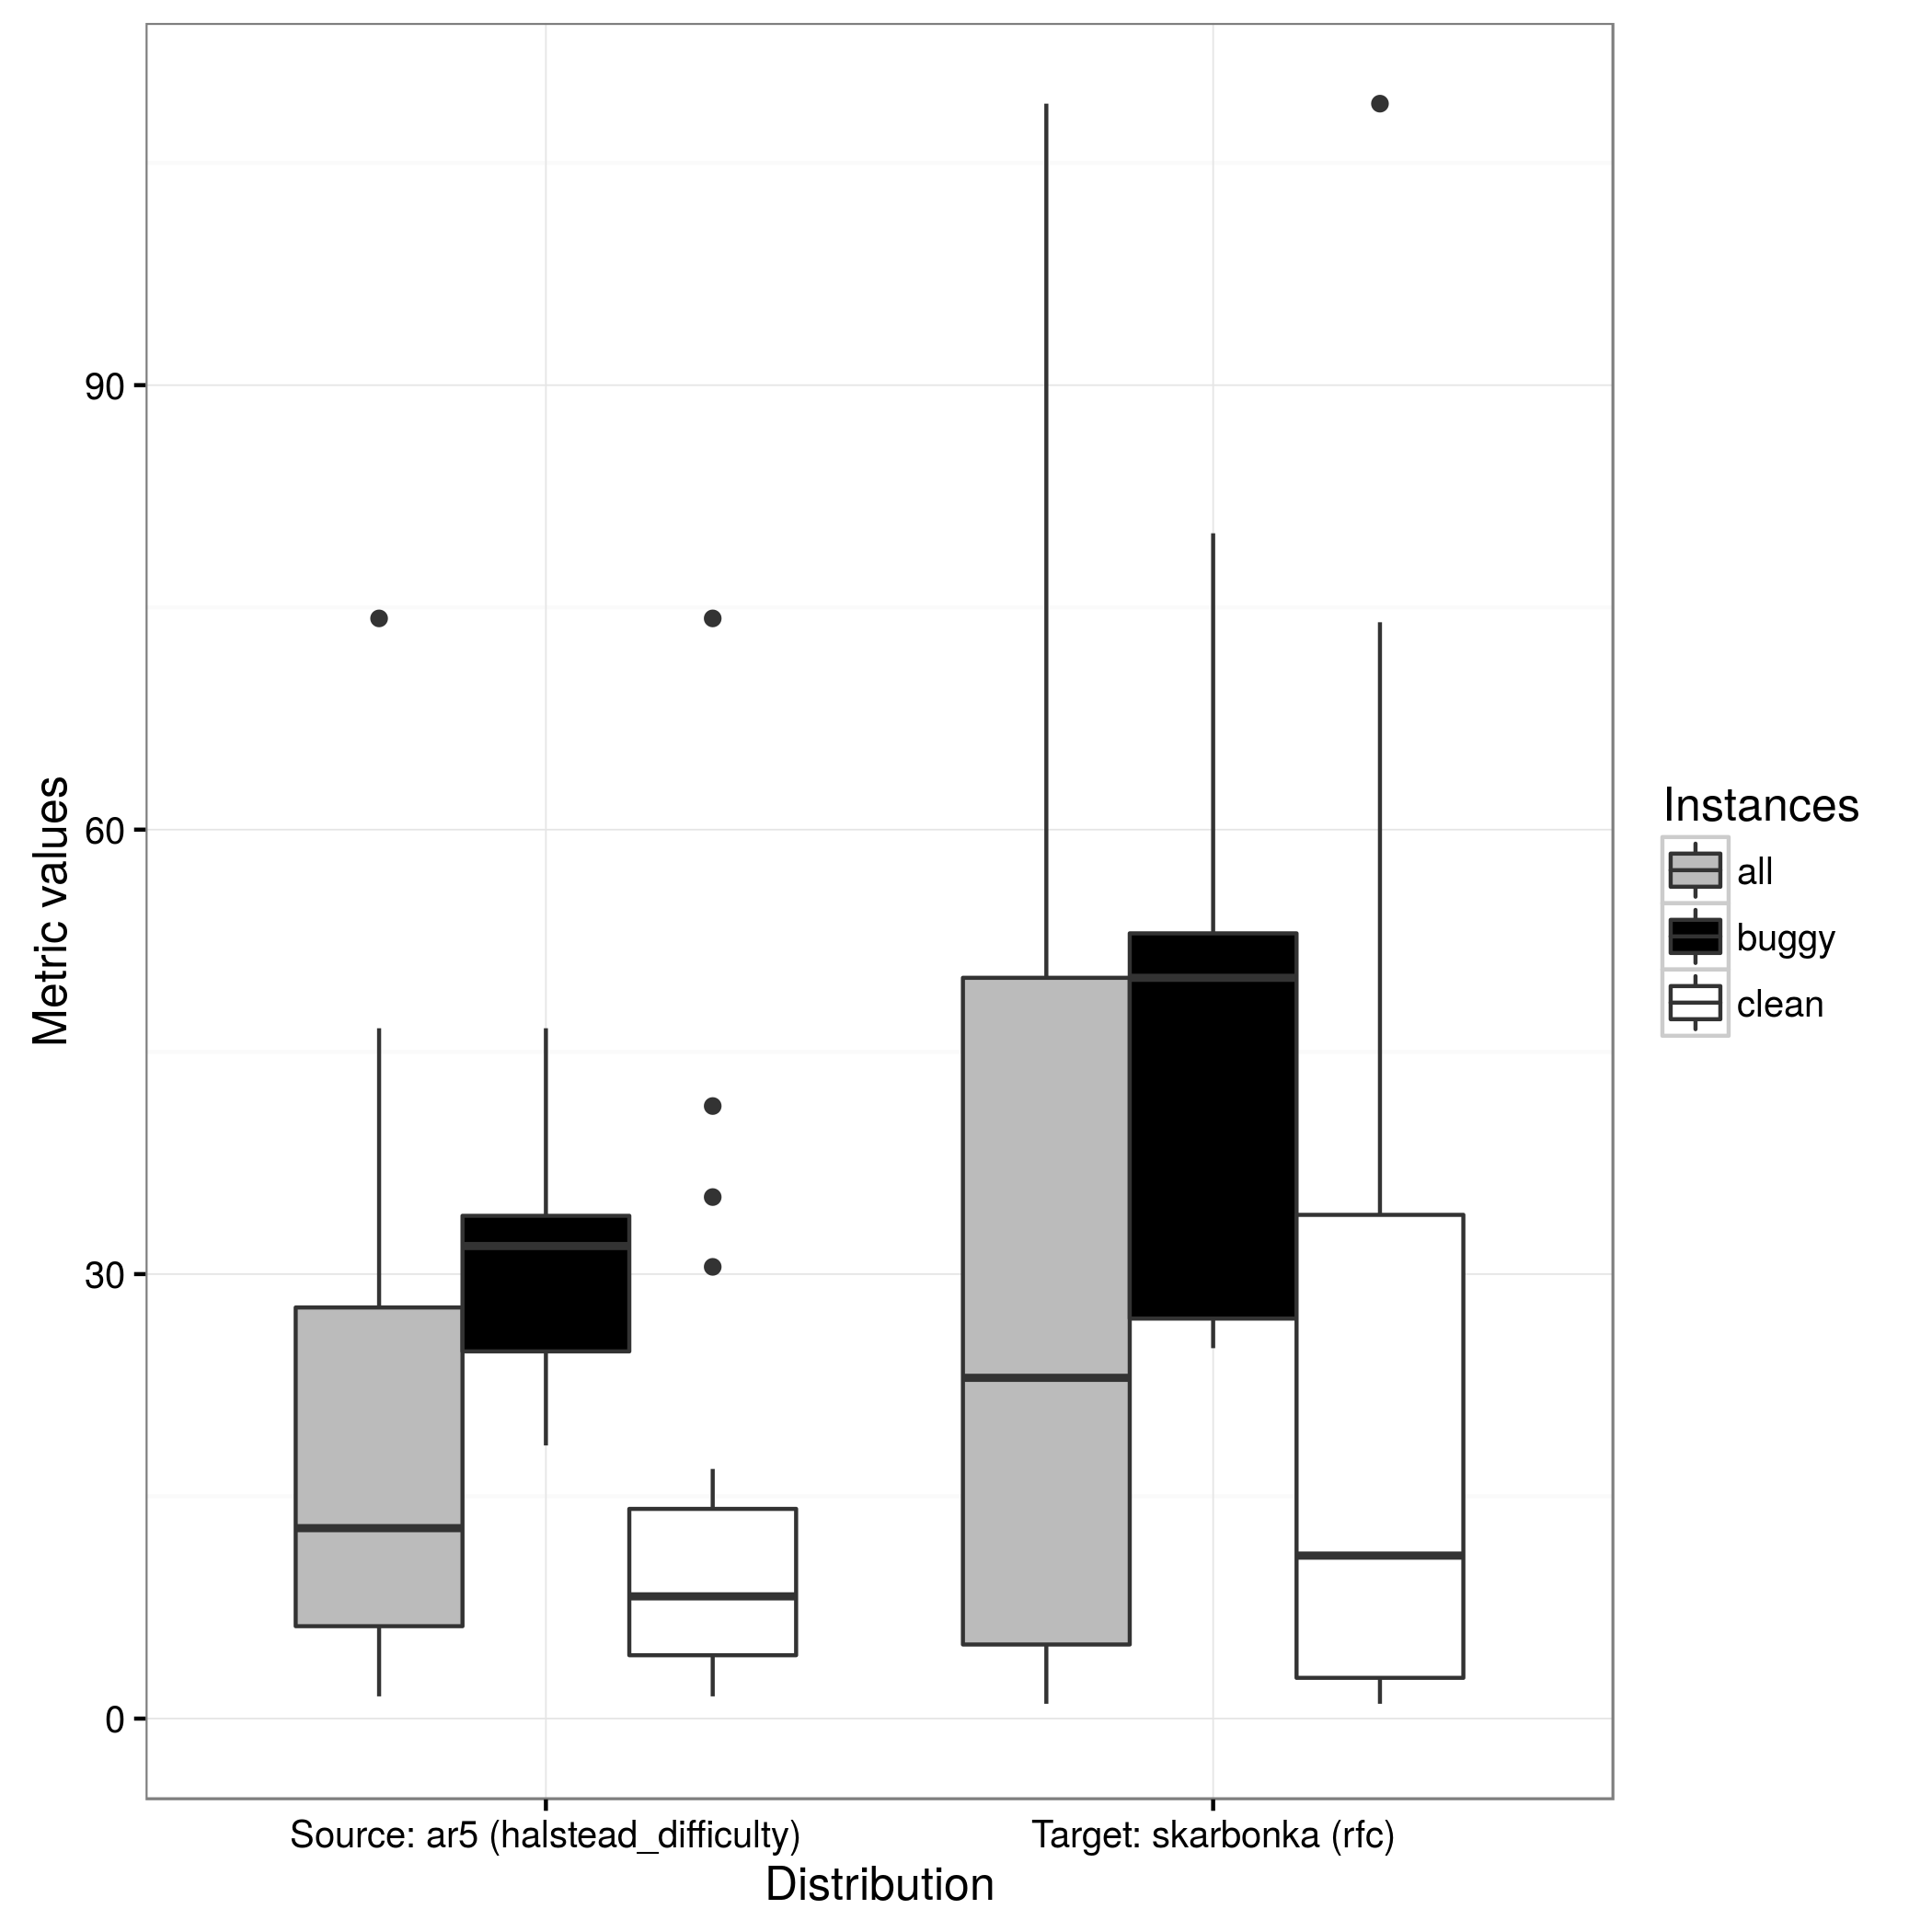 90
60
30
0
Metric values
Source: ar5 (halstead_difficulty)
Target: skarbonka (rfc)
Distribution
Instances
all
buggy
clean